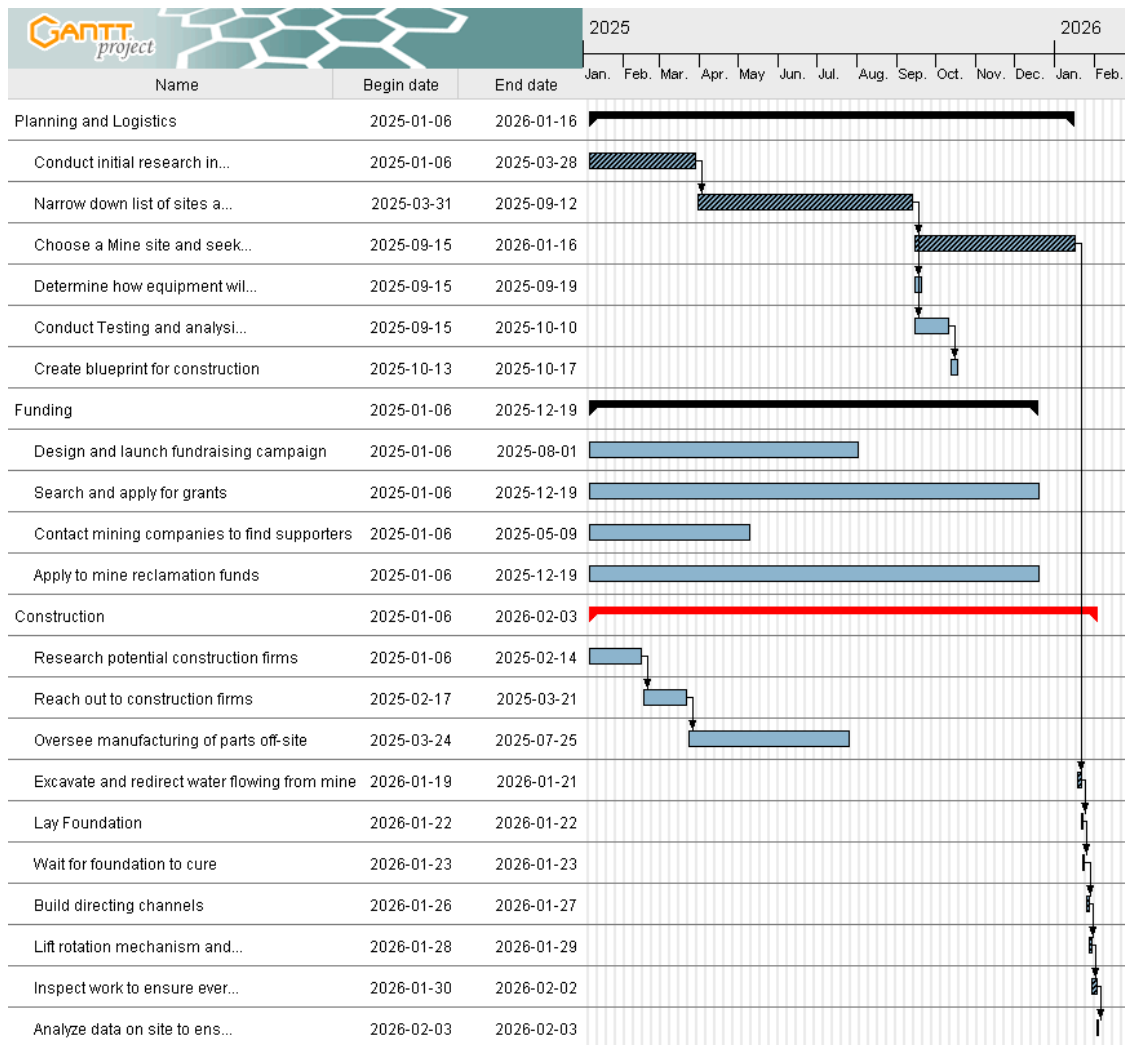 GANTT project
2025 2026
Jan. Feb. Mar. Apr. May Jun. Jul. Aug. Sep. Oct. Nov. Dec. Jan. Feb.
Name Begin date End date
Planning and Logistics 2025-01-06 2026-01-16
Conduct initial research in... 2025-01-06 2025-03-28
Narrow down list of sites a... 2025-03-31 2025-09-12
Choose a Mine site and seek... 2025-09-15 2026-01-16
Determine how equipment wil... 2025-09-15 2025-09-19
Conduct Testing and analysi... 2025-09-15 2025-10-10
Create blueprint for construction 2025-10-13 2025-10-17
Funding 2025-01-06 2025-12-19
Design and launch fundraising campaign 2025-01-06 2025-08-01
Search and apply for grants 2025-01-06 2025-12-19
Contact mining companies to find supporters 2025-01-06 2025-05-09
Apply to mine reclamation funds 2025-01-06 2025-12-19
Construction 2025-01-06 2026-02-03
Research potential construction firms 2025-01-06 2025-02-14
Reach out to construction firms 2025-02-17 2025-03-21
Oversee manufacturing of parts off-site 2025-03-24 2025-07-25
Excavate and redirect water flowing from mine 2026-01-19 2026-01-21
Lay Foundation 2026-01-22 2026-01-22
Wait for foundation to cure 2026-01-23 2026-01-23
Build directing channels 2026-01-26 2026-01-27
Lift rotation mechanism and... 2026-01-28 2026-01-29
Inspect work to ensure ever... 2026-01-30 2026-02-02
Analyze data on site to ens... 2026-02-03 2026-02-03